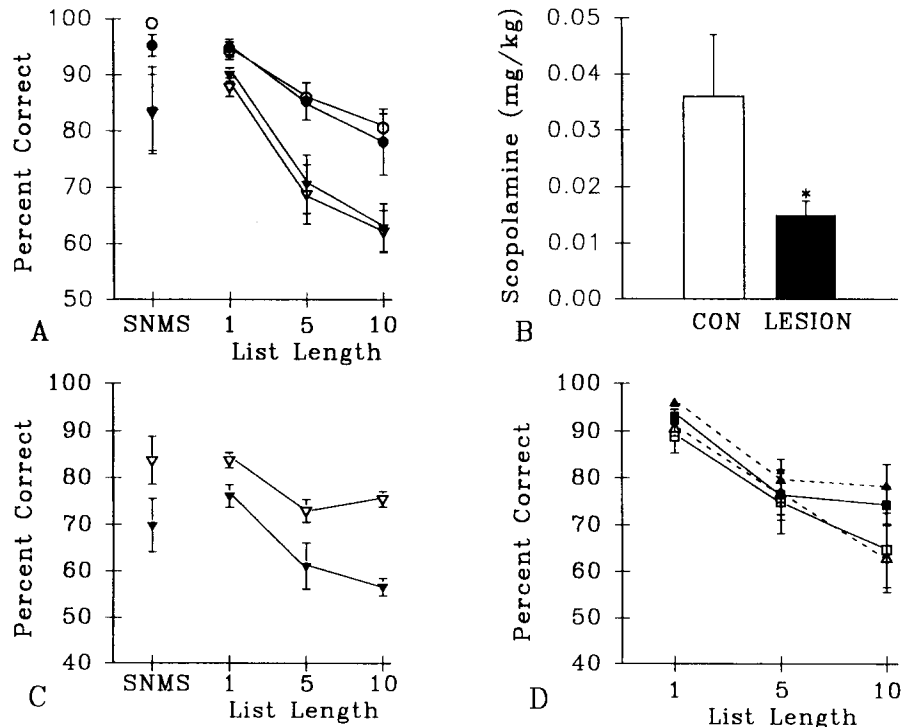 Percent Correct
100
90
80
70
60
50
SNMS 1 5 10
List Length
A
Scopolamine (mg/kg)
0.05
0.04
0.03
0.02
0.01
0.00
*
CON LESION
B
Percent Correct
100
90
80
70
60
50
40
SNMS 1 5 10
List Length
C
Percent Correct
100
90
80
70
60
50
40
1 5 10
List Length
D